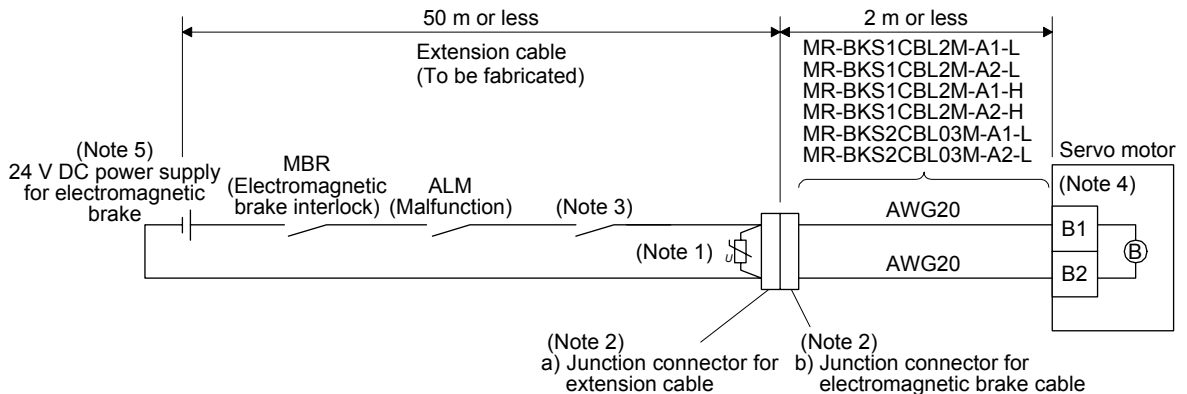 50 m or less
2 m or less
Extension cable
(To be fabricated)
MR-BKS1CBL2M-A1-L
MR-BKS1CBL2M-A2-L
MR-BKS1CBL2M-A1-H
MR-BKS1CBL2M-A2-H
MR-BKS2CBL03M-A1-L
MR-BKS2CBL03M-A2-L
(Note 5)
24 V DC power supply
for electromagnetic
brake
MBR
(Electromagnetic
brake interlock)
ALM
(Malfunction)
(Note 3)
(Note 1)
U
AWG20
AWG20
Servo motor
(Note 4)
B1
B2
B
(Note 2)
a) Junction connector for
extension cable
(Note 2)
b) Junction connector for
electromagnetic brake cable